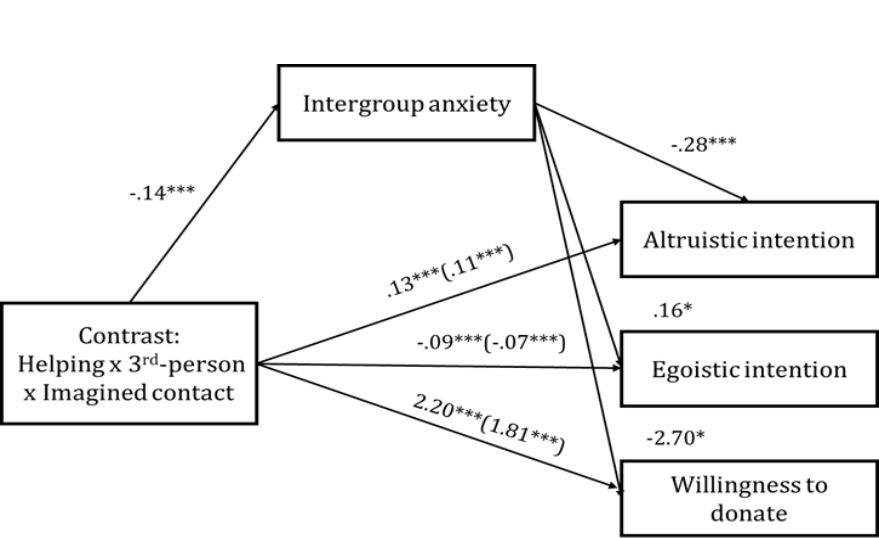 Intergroup anxiety
-.28***
-.14***
Altruistic intention
.13***(.11***)
.16*
Contrast:
Helping x 3rd-person
x Imagined contact
-.09***(-.07***)
Egoistic intention
2.20***(1.81***)
-2.70*
Willingness to
donate